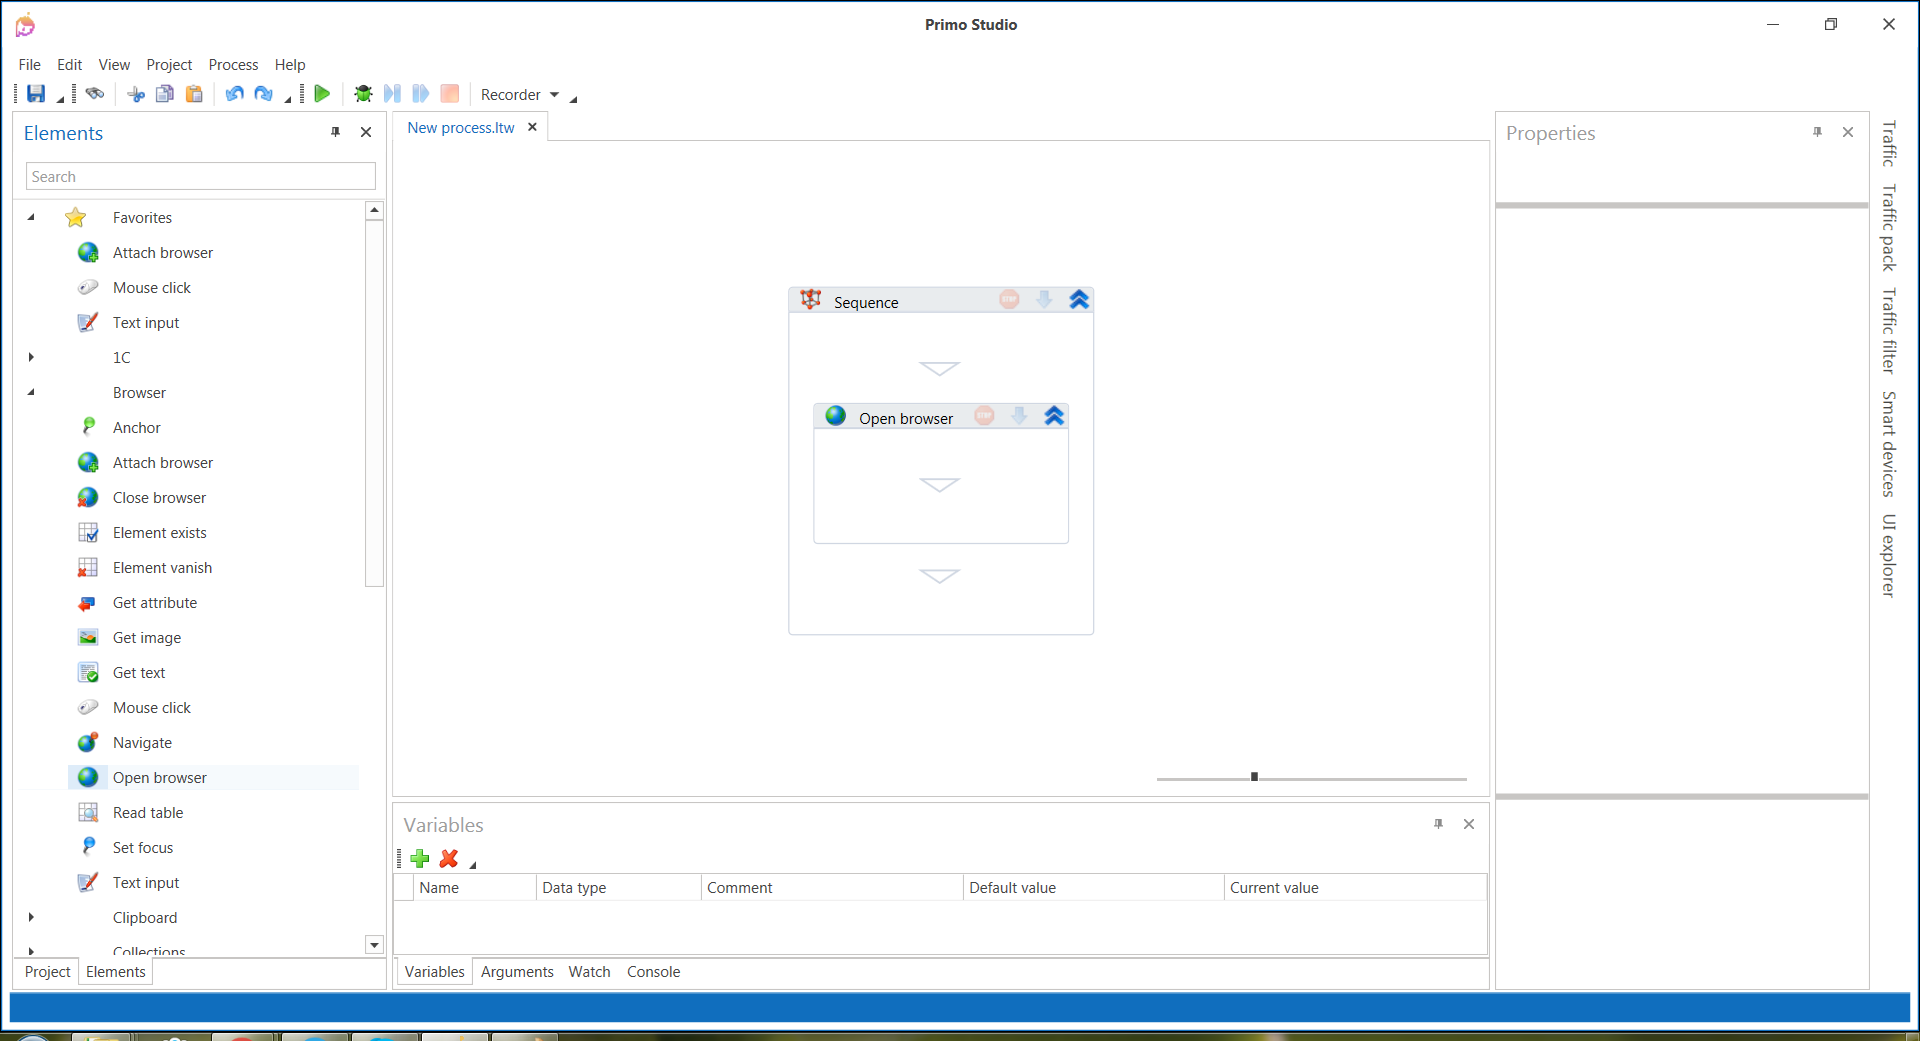 Primo Studio
File Edit View Project Process Help
Recorder
Elements
Search
Favorites
Attach browser
Mouse click
Text input
1C
Browser
Anchor
Attach browser
Close browser
Element exists
Element vanish
Get attribute
Get image
Get text
Mouse click
Navigate
Open browser
Read table
Set focus
Text input
Clipboard
Collections
Project Elements
New process.ltw
Sequence
STOP
Open browser
STOP
Variables
Name Data type Comment Default value Current value
Variables Arguments Watch Console
Properties
Traffic
Traffic pack
Traffic filter
Smart devices
UI explorer